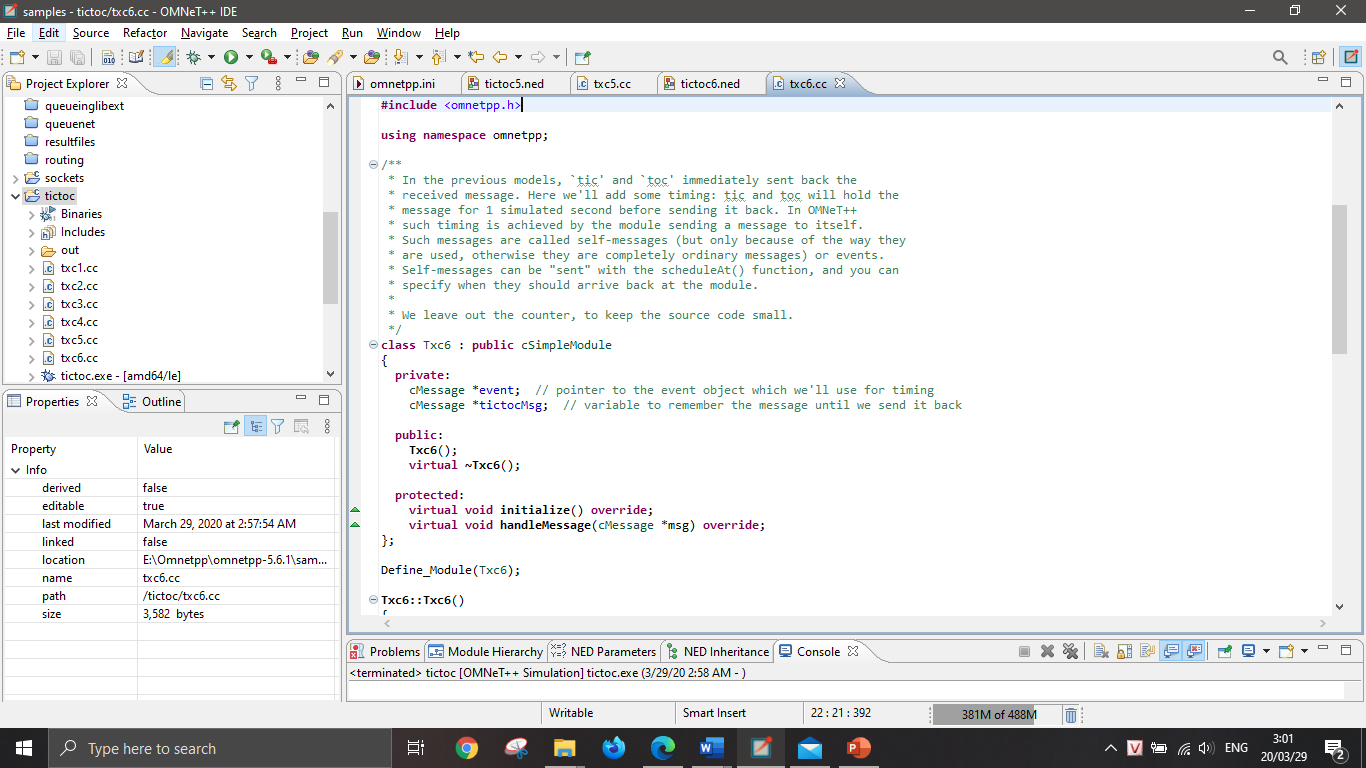 samples - tictoc/txc6.cc - OMNeT++ IDE
File Edit Source Refactor Navigate Search Project Run Window Help
Project Explorer
queueinglibext
queuenet
resultfiles
routing
sockets
tictoc
Binaries
Includes
out
txc1.cc
txc2.cc
txc3.cc
txc4.cc
txc5.cc
txc6.cc
tictoc.exe - [amd64/le]
Properties Outline
Property Value
Info
derived false
editable true
last modified March 29, 2020 at 2:57:54 AM
linked false
location E:\Omnetpp\omnetpp-5.6.1\sam...
name txc6.cc
path /tictoc/txc6.cc
size 3,582 bytes
omnetpp.ini tictoc5.ned txc5.cc tictoc6.ned txc6.cc
#include <omnetpp.h>
using namespace omnetpp;
/**
* In the previous models, `tic' and `toc' immediately sent back the
* received message. Here we'll add some timing: tic and toc will hold the
* message for 1 simulated second before sending it back. In OMNeT++
* such timing is achieved by the module sending a message to itself.
* Such messages are called self-messages (but only because of the way they
* are used, otherwise they are completely ordinary messages) or events.
* Self-messages can be "sent" with the scheduleAt() function, and you can
* specify when they should arrive back at the module.
*
* We leave out the counter, to keep the source code small.
*/
class Txc6 : public cSimpleModule
{
private:
cMessage *event; // pointer to the event object which we'll use for timing
cMessage *tictocMsg; // variable to remember the message until we send it back
public:
Txc6();
virtual ~Txc6();
protected:
virtual void initialize() override;
virtual void handleMessage(cMessage *msg) override;
};
Define_Module(Txc6);
Txc6::Txc6()
{
Problems Module Hierarchy NED Parameters NED Inheritance Console
<terminated> tictoc [OMNeT++ Simulation] tictoc.exe (3/29/20 2:58 AM - )
Writable Smart Insert 22 : 21 : 392 381M of 488M
Type here to search
ENG
3:01
20/03/29
2